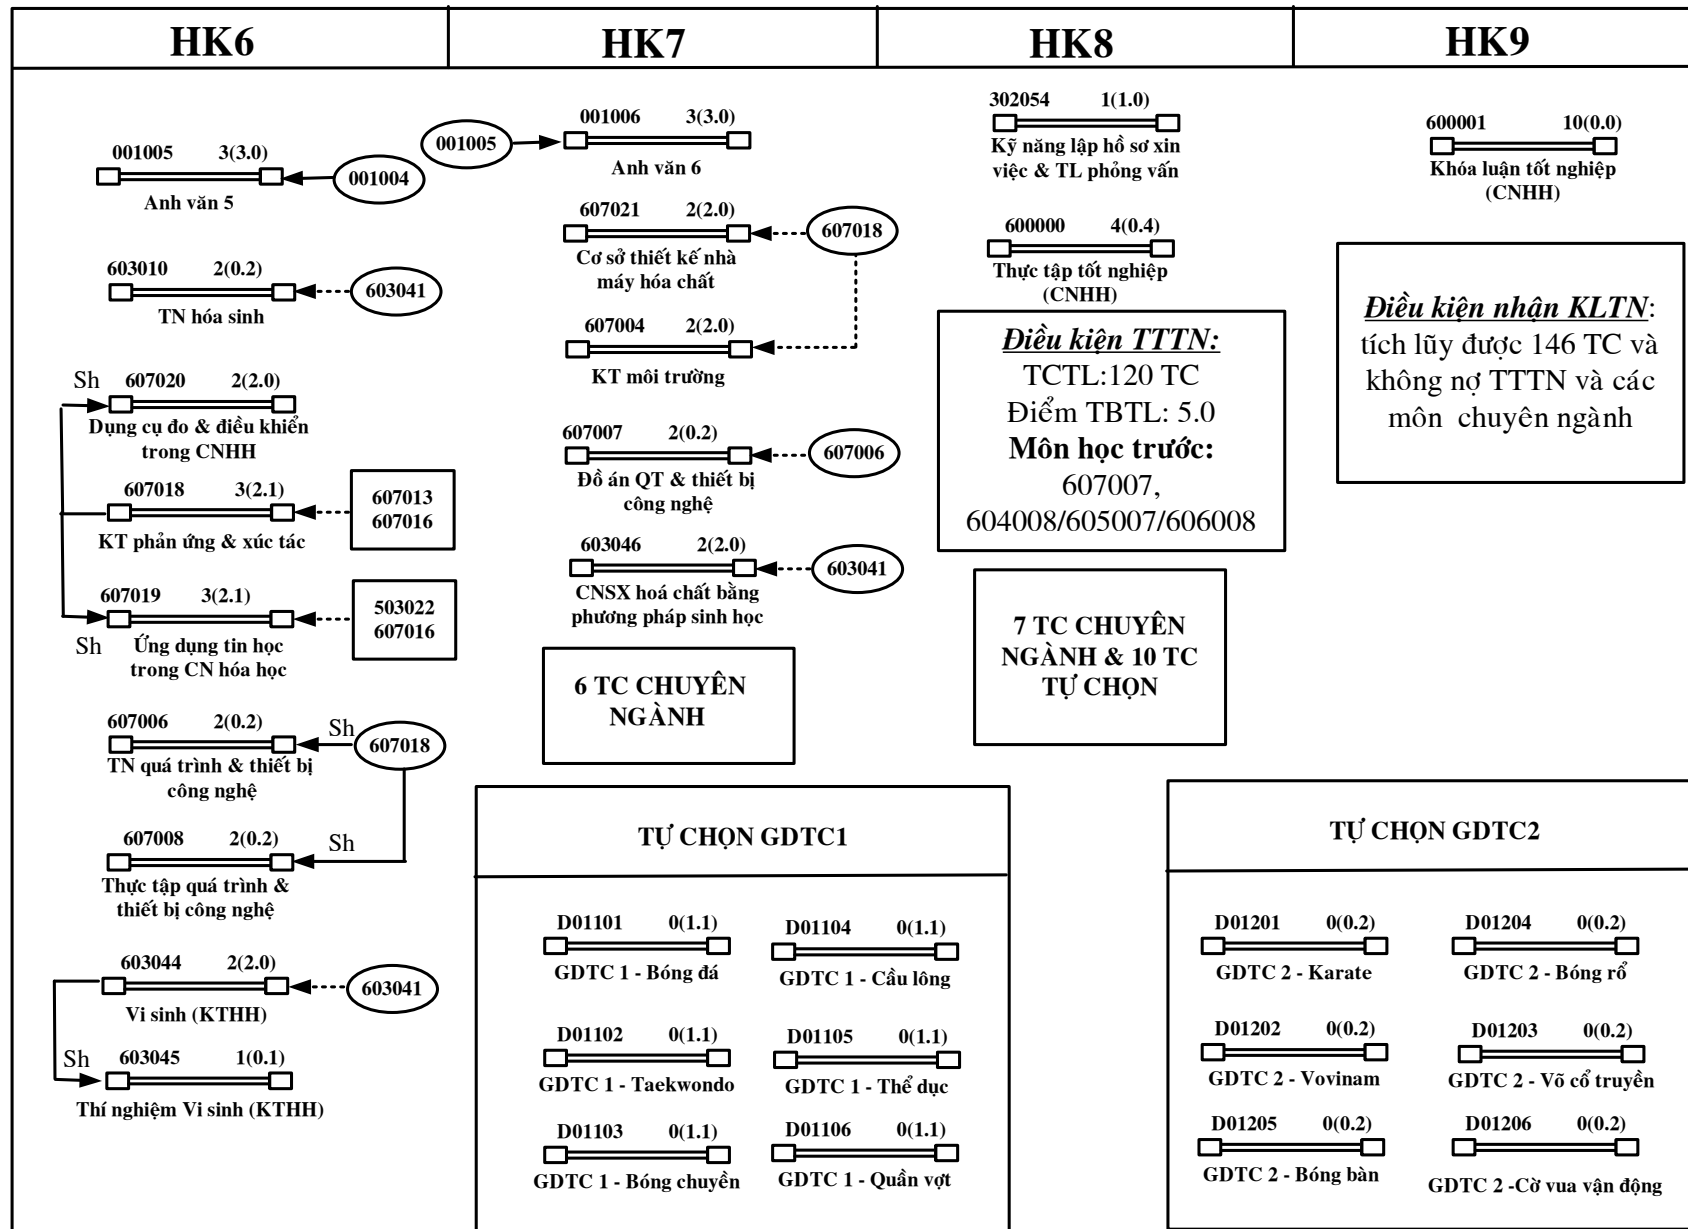 HK6
HK7
HK8
HK9
001005 3(3.0)
001004
Anh văn 5
603010 2(0.2)
603041
TN hóa sinh
Sh
607020 2(2.0)
Dụng cụ đo & điều khiển
trong CNHH
607018 3(2.1)
607013
607016
KT phản ứng & xúc tác
607019 3(2.1)
503022
607016
Sh
Ứng dụng tin học
trong CN hóa học
607006 2(0.2)
Sh
607018
TN quá trình & thiết bị
công nghệ
607008 2(0.2)
Sh
Thực tập quá trình &
thiết bị công nghệ
603044 2(2.0)
603041
Vi sinh (KTHH)
Sh
603045 1(0.1)
Thí nghiệm Vi sinh (KTHH)
001005
001006 3(3.0)
Anh văn 6
607021 2(2.0)
607018
Cơ sở thiết kế nhà
máy hóa chất
607004 2(2.0)
KT môi trường
607007 2(0.2)
607006
Đồ án QT & thiết bị
công nghệ
603046 2(2.0)
603041
CNSX hoá chất bằng
phương pháp sinh học
6 TC CHUYÊN
NGÀNH
302054 1(1.0)
Kỹ năng lập hồ sơ xin
việc & TL phỏng vấn
600000 4(0.4)
Thực tập tốt nghiệp
(CNHH)
Điều kiện TTTN:
TCTL:120 TC
Điểm TBTL: 5.0
Môn học trước:
607007,
604008/605007/606008
7 TC CHUYÊN
NGÀNH & 10 TC
TỰ CHỌN
600001 10(0.0)
Khóa luận tốt nghiệp
(CNHH)
Điều kiện nhận KLTN:
tích lũy được 146 TC và
không nợ TTTN và các
môn chuyên ngành
TỰ CHỌN GDTC1
D01101 0(1.1)
GDTC 1 - Bóng đá
D01104 0(1.1)
GDTC 1 - Cầu lông
D01102 0(1.1)
GDTC 1 - Taekwondo
D01105 0(1.1)
GDTC 1 - Thể dục
D01103 0(1.1)
GDTC 1 - Bóng chuyền
D01106 0(1.1)
GDTC 1 - Quần vợt
TỰ CHỌN GDTC2
D01201 0(0.2)
GDTC 2 - Karate
D01204 0(0.2)
GDTC 2 - Bóng rổ
D01202 0(0.2)
GDTC 2 - Vovinam
D01203 0(0.2)
GDTC 2 - Võ cổ truyền
D01205 0(0.2)
GDTC 2 - Bóng bàn
D01206 0(0.2)
GDTC 2 -Cờ vua vận động